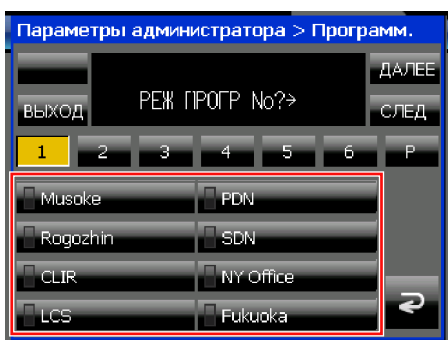 Параметры администратора > Программ.
ДАЛЕЕ
ВЫХОД
РЕЖ ПРОГР No?→
СЛЕД
1 2 3 4 5 6 P
Musoke PDN
Rogozhin SDN
CLIR NY Office
LCS Fukuoka